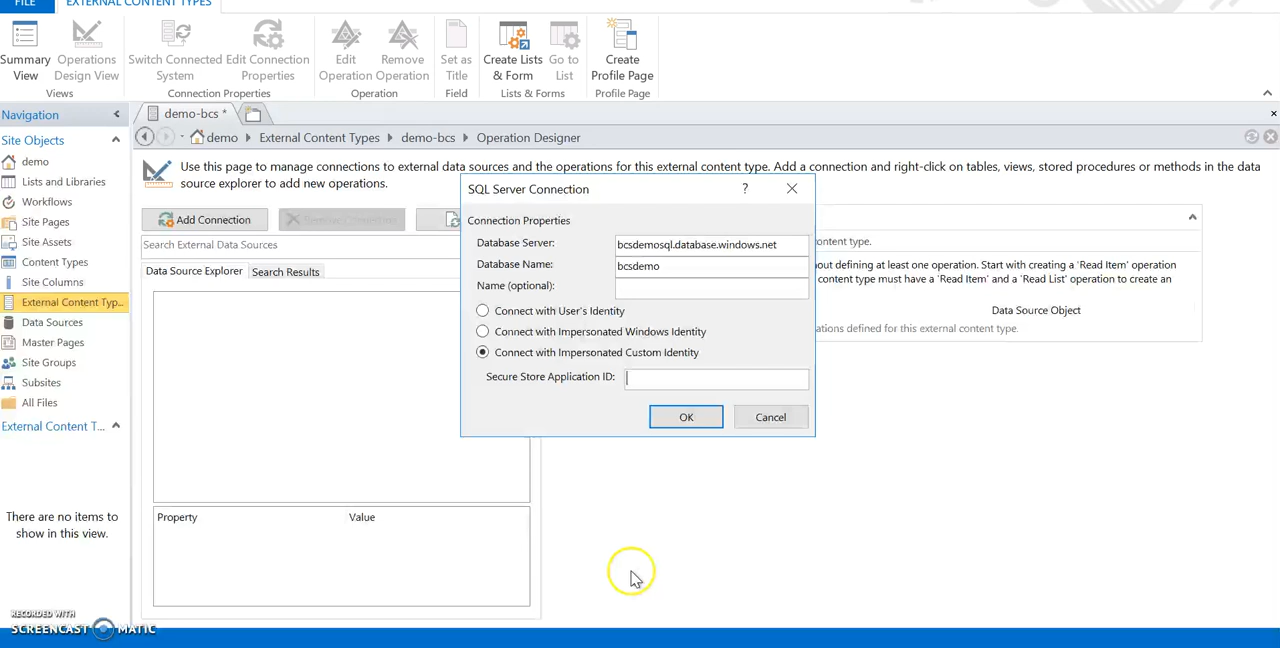 FILE
EXTERNAL CONTENT TYPES
Summary View
Operations Design View
Switch Connected System
Edit Connection Properties
Edit Operation
Remove Operation
Set as Title
Create Lists & Form
Go to List
Create Profile Page
Views
Connection Properties
Operation
Field
Lists & Forms
Profile Page
Navigation
demo-bcs *
Site Objects
demo
External Content Types
demo-bcs
Operation Designer
demo
Lists and Libraries
Workflows
Site Pages
Site Assets
Content Types
Site Columns
External Content Typ...
Data Sources
Master Pages
Site Groups
Subsites
All Files
External Content T...
There are no items to
show in this view.
Use this page to manage connections to external data sources and the operations for this external content type. Add a connection and right-click on tables, views, stored procedures or methods in the data
source explorer to add new operations.
Add Connection
Search External Data Sources
Data Source Explorer
Search Results
Property
Value
SQL Server Connection
?
Connection Properties
Database Server:
bcsdemosql.database.windows.net
Database Name:
bcsdemo
Name (optional):
Connect with User's Identity
Connect with Impersonated Windows Identity
Connect with Impersonated Custom Identity
Secure Store Application ID:
OK
Cancel
content type.
out defining at least one operation. Start with creating a 'Read Item' operation
content type must have a 'Read Item' and a 'Read List' operation to create an
Data Source Object
ations defined for this external content type.
RECORDED WITH
SCREENCAST MATIC